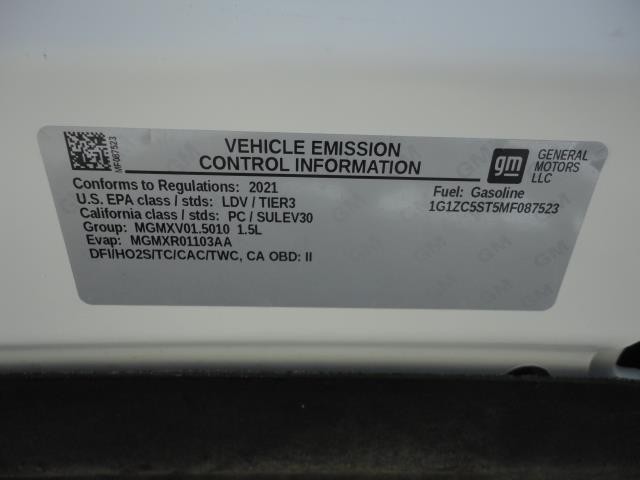 MF087523
VEHICLE EMISSION
CONTROL INFORMATION
gm
GENERAL
MOTORS
LLC
Conforms to Regulations: 2021
U.S. EPA class / stds: LDV / TIER3
California class / stds: PC / SULEV30
Group: MGMXV01.5010 1.5L
Evap: MGMXR01103AA
DFI/HO2S/TC/CAC/TWC, CA OBD: II
Fuel: Gasoline
1G1ZC5ST5MF087523